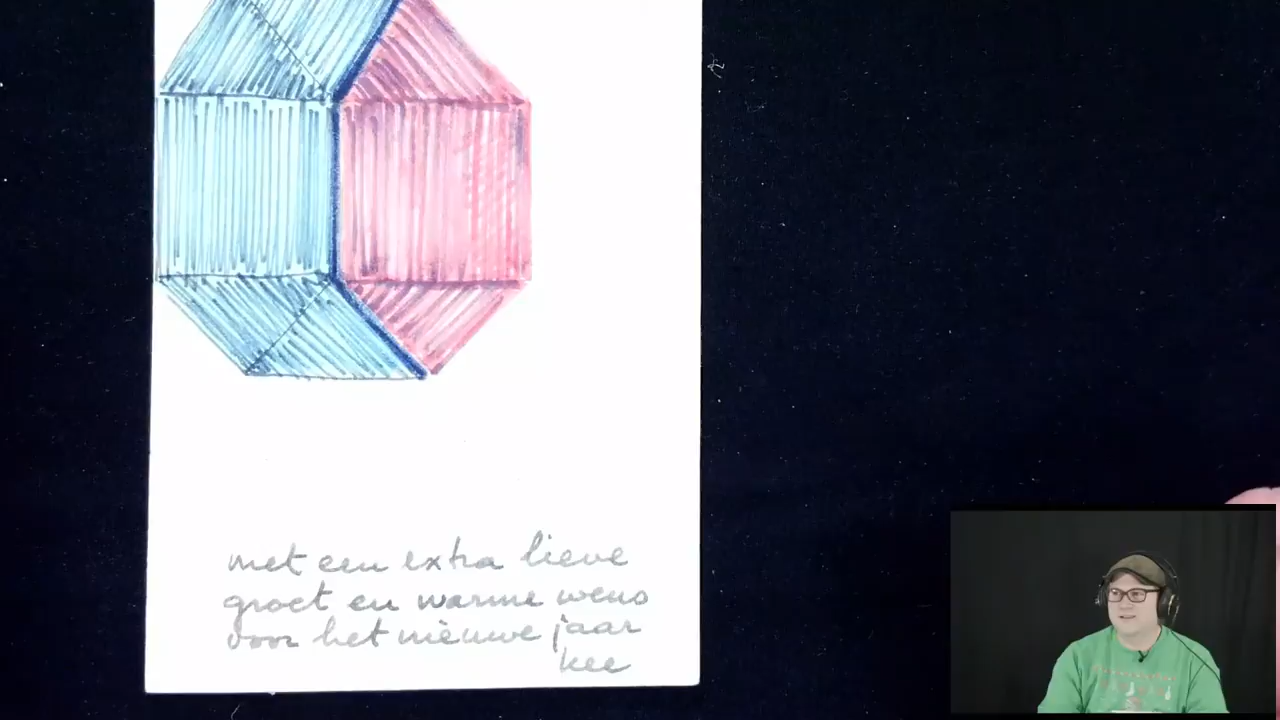 met een extra lieve
groet en warme wens
voor het nieuwe jaar
kee